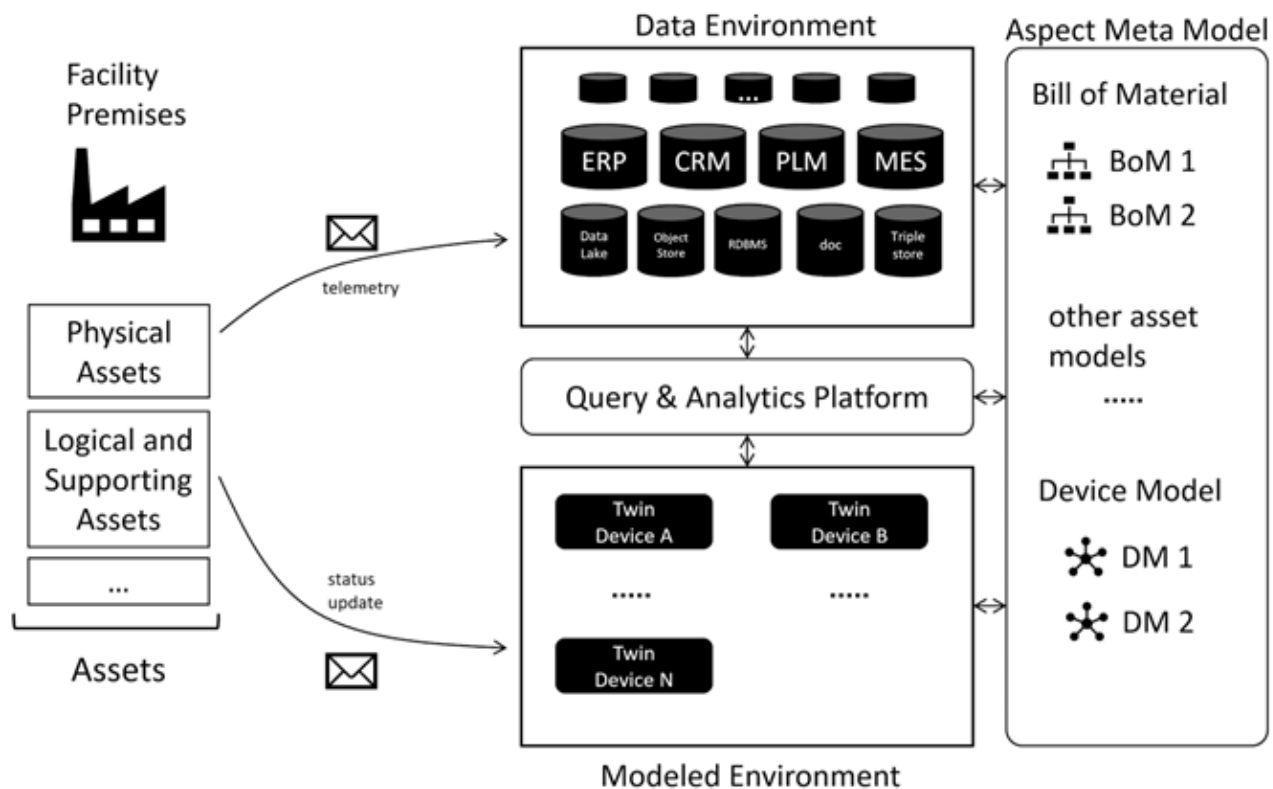 Facility
Premises
Physical
Assets
Logical and
Supporting
Assets
...
Assets
telemetry
status
update
Data Environment
...
ERP
CRM
PLM
MES
Data
Lake
Object
Store
RDBMS
doc
Triple
store
Query & Analytics Platform
Twin
Device A
Twin
Device B
.....
.....
Twin
Device N
Modeled Environment
Aspect Meta Model
Bill of Material
BoM 1
BoM 2
other asset
models
.....
Device Model
DM 1
DM 2